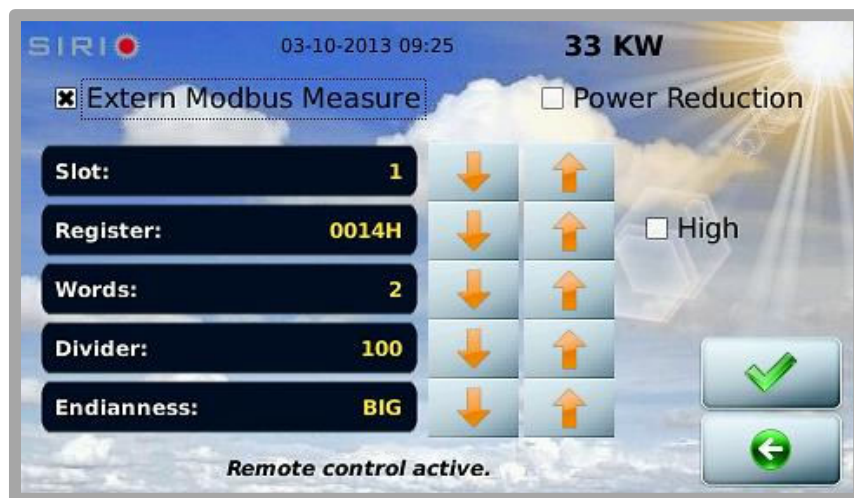 SIRIO 03-10-2013 09:25 33 KW
Extern Modbus Measure Power Reduction
Slot: 1
Register: 0014H High
Words: 2
Divider: 100
Endianness: BIG
Remote control active.